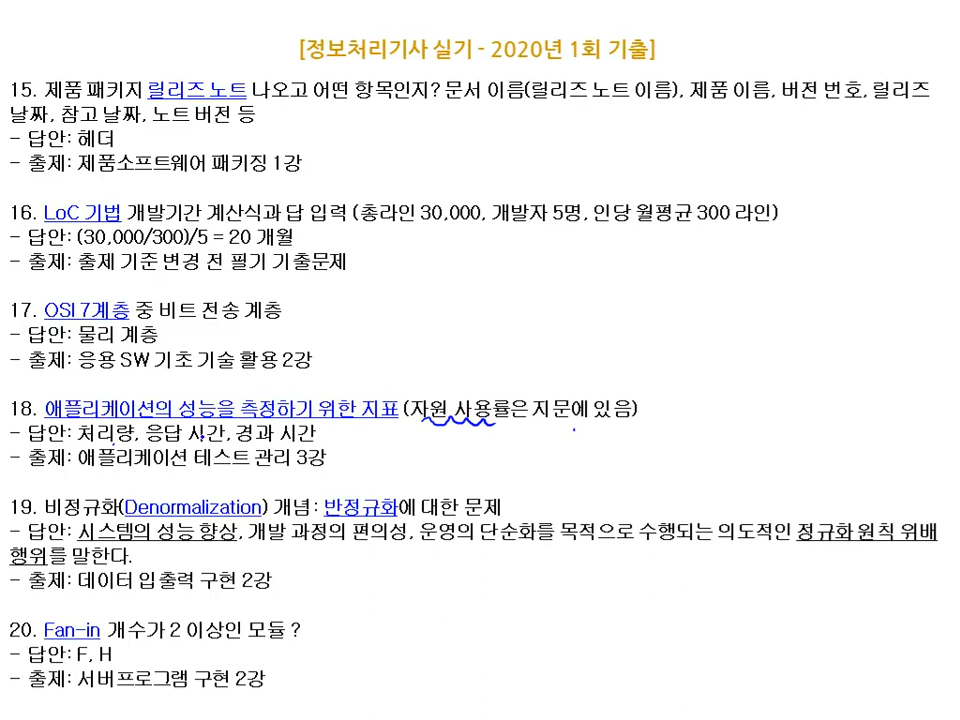 [정보처리기사 실기 - 2020년 1회 기출]
15. 제품 패키지 릴리즈 노트 나오고 어떤 항목인지? 문서 이름(릴리즈 노트 이름), 제품 이름, 버전 번호, 릴리즈
날짜, 참고 날짜, 노트 버전 등
- 답안: 헤더
- 출제: 제품소프트웨어 패키징 1강
16. LoC 기법 개발기간 계산식과 답 입력 (총라인 30,000, 개발자 5명, 인당 월평균 300 라인)
- 답안: (30,000/300)/5 = 20 개월
- 출제: 출제 기준 변경 전 필기 기출문제
17. OSI 7계층 중 비트 전송 계층
- 답안: 물리 계층
- 출제: 응용 SW 기초 기술 활용 2강
18. 애플리케이션의 성능을 측정하기 위한 지표 (자원 사용률은 지문에 있음)
- 답안: 처리량, 응답 시간, 경과 시간
- 출제: 애플리케이션 테스트 관리 3강
19. 비정규화(Denormalization) 개념 : 반정규화에 대한 문제
- 답안: 시스템의 성능 향상, 개발 과정의 편의성, 운영의 단순화를 목적으로 수행되는 의도적인 정규화 원칙 위배
행위를 말한다.
- 출제: 데이터 입출력 구현 2강
20. Fan-in 개수가 2 이상인 모듈 ?
- 답안: F, H
- 출제: 서버프로그램 구현 2강